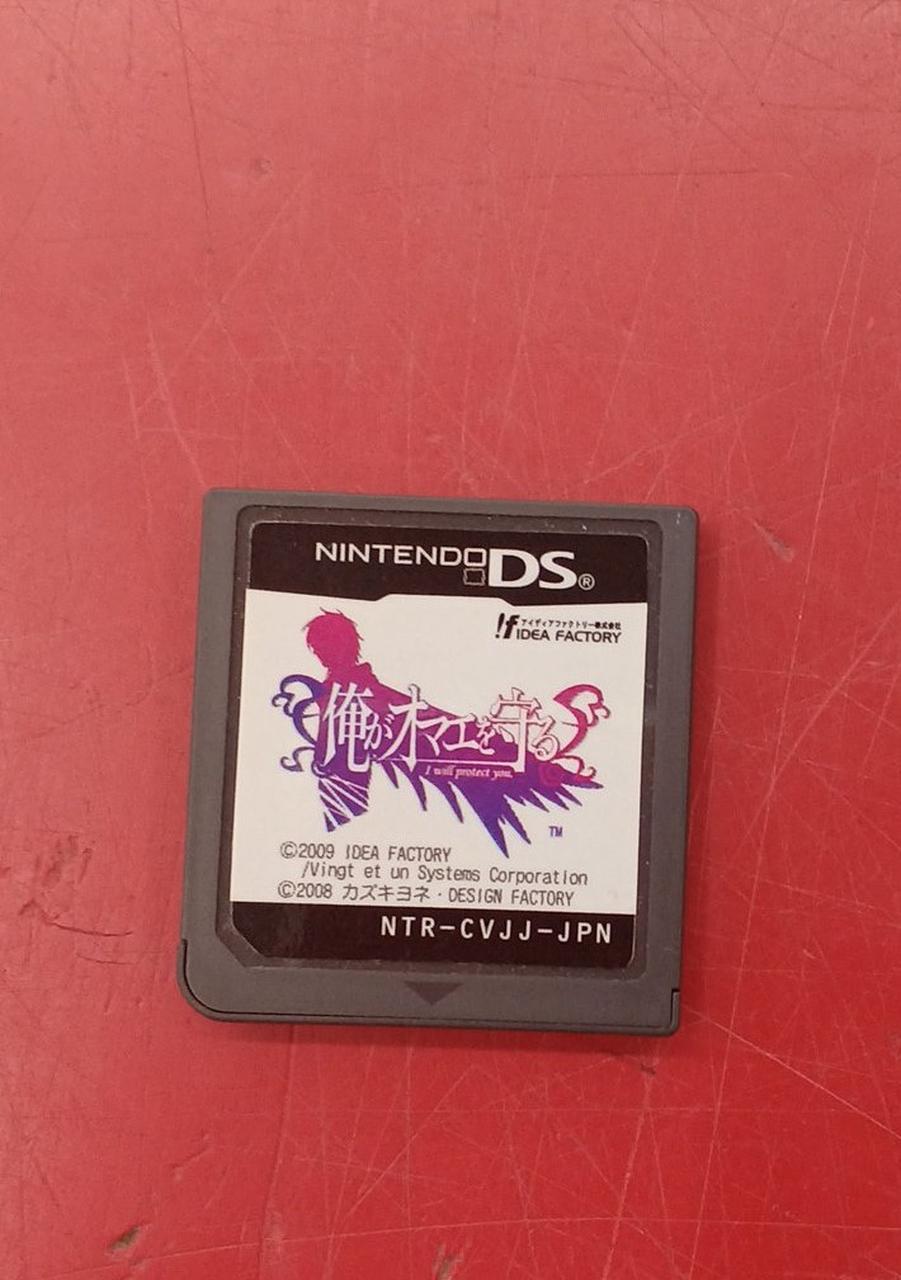 NINTENDO DS®
アイディアファクトリー株式会社
IF IDEA FACTORY
俺がオマエを守る
I will protect you.
TM
©2009 IDEA FACTORY
/Vingt et un Systems Corporation
©2008 カズキヨネ・DESIGN FACTORY
NTR-CVJJ-JPN